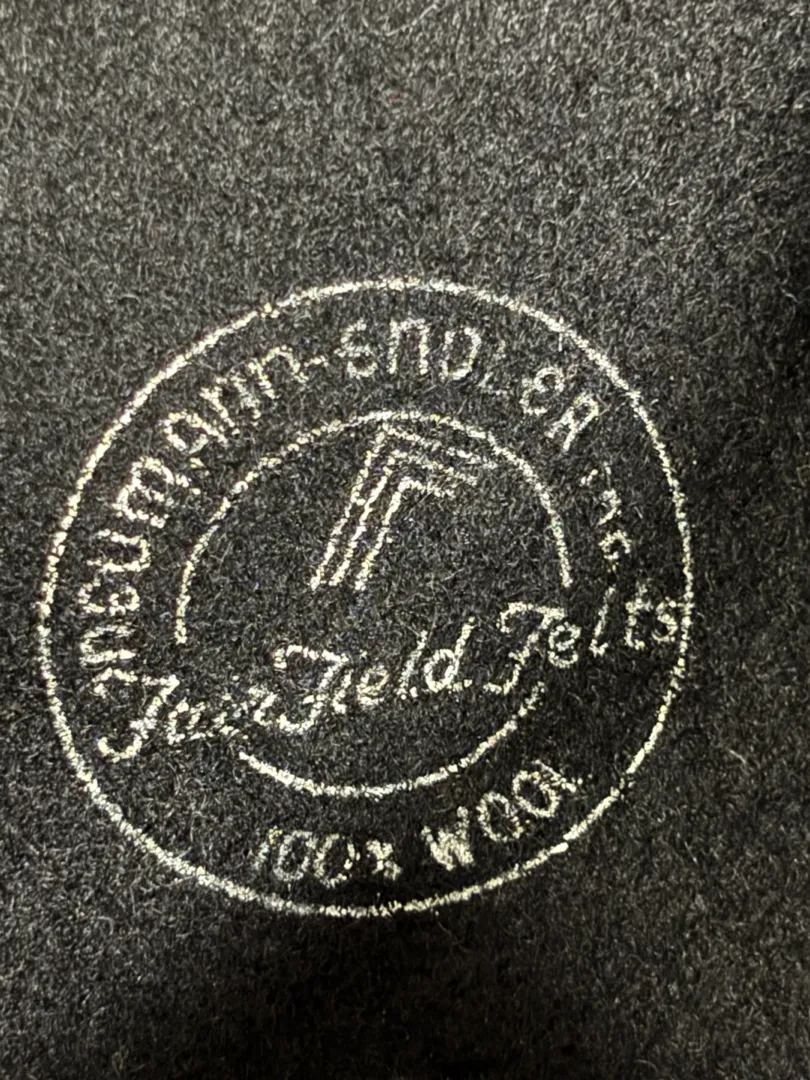 neumann-endler inc.
FairField Felts
100% WOOL